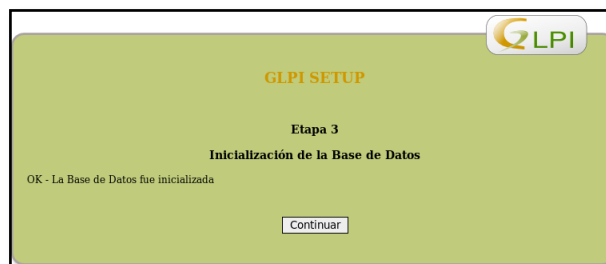 GLPI
GLPI SETUP
Etapa 3
Inicialización de la Base de Datos
OK - La Base de Datos fue inicializada
Continuar